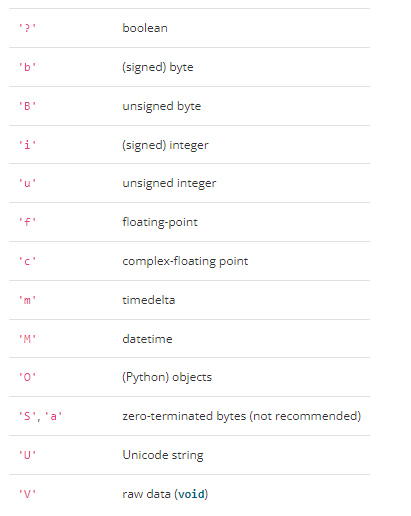 '?' boolean
'b' (signed) byte
'B' unsigned byte
'i' (signed) integer
'u' unsigned integer
'f' floating-point
'c' complex-floating point
'm' timedelta
'M' datetime
'O' (Python) objects
'S', 'a' zero-terminated bytes (not recommended)
'U' Unicode string
'V' raw data (void)